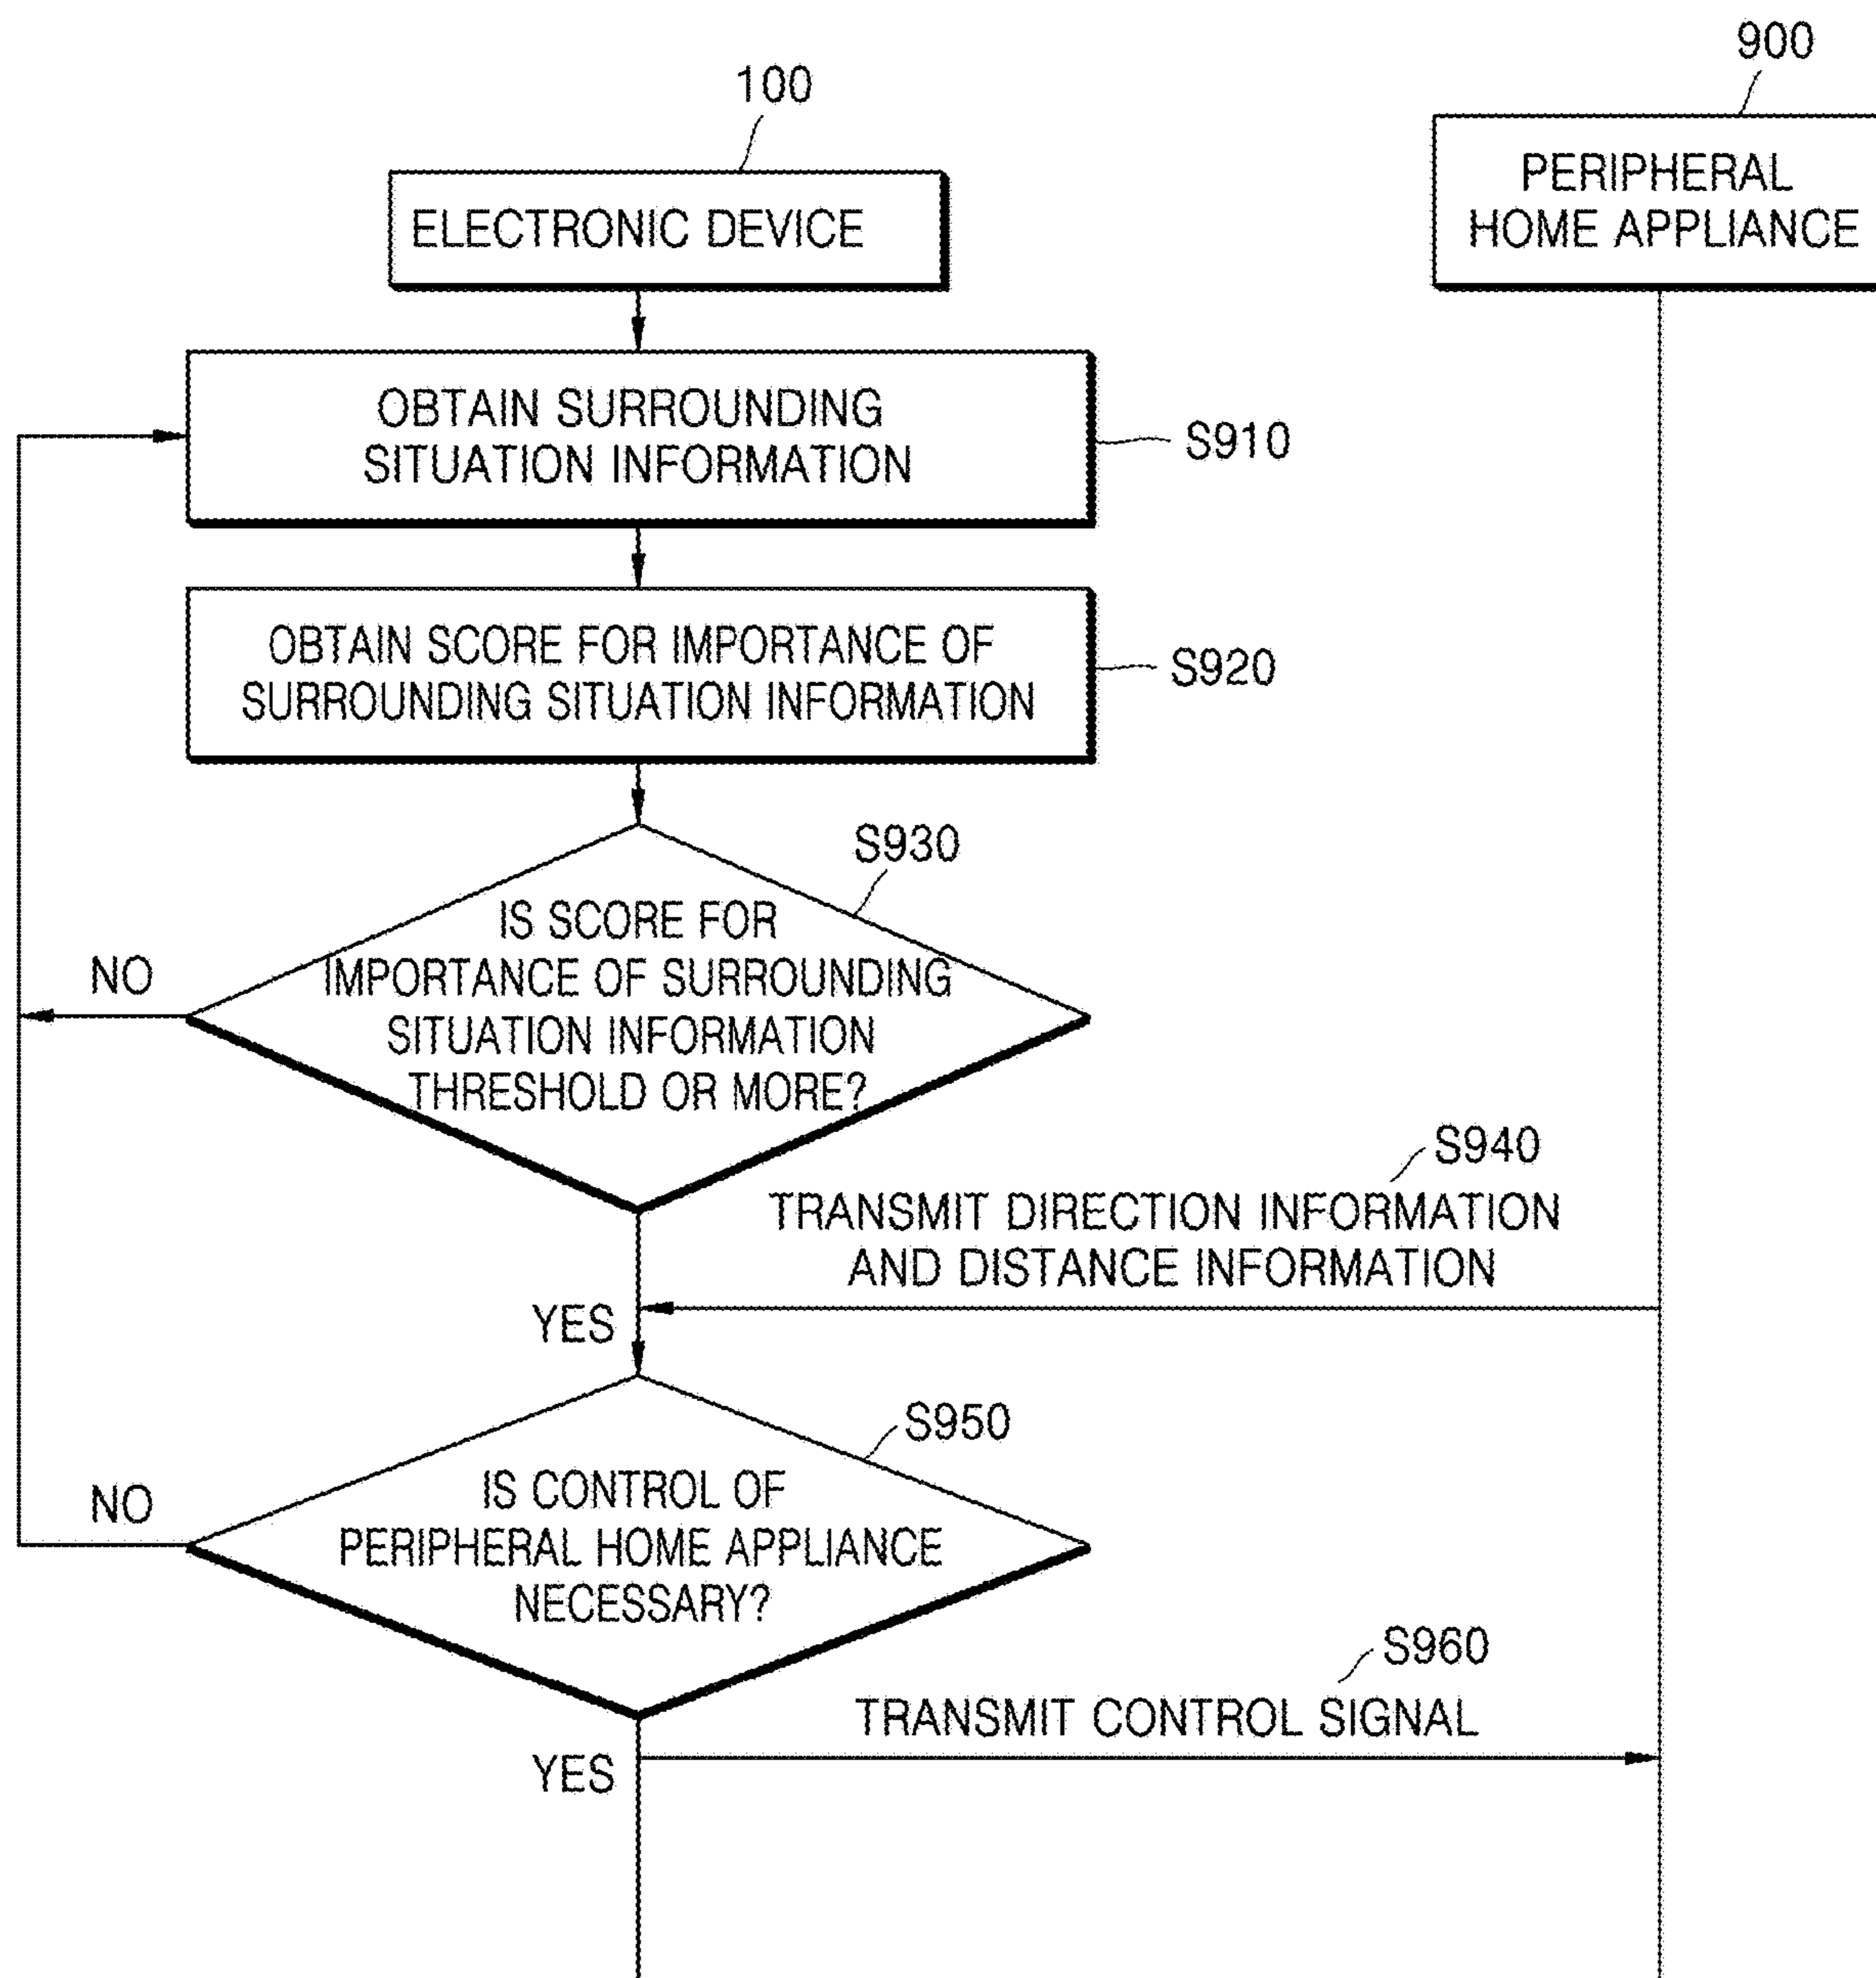 900
100
PERIPHERAL
HOME APPLIANCE
ELECTRONIC DEVICE
OBTAIN SURROUNDING
SITUATION INFORMATION
S910
OBTAIN SCORE FOR IMPORTANCE OF
SURROUNDING SITUATION INFORMATION
S920
S930
IS SCORE FOR
IMPORTANCE OF SURROUNDING
SITUATION INFORMATION
THRESHOLD OR MORE?
NO
S940
TRANSMIT DIRECTION INFORMATION
AND DISTANCE INFORMATION
YES
S950
IS CONTROL OF
PERIPHERAL HOME APPLIANCE
NECESSARY?
NO
S960
TRANSMIT CONTROL SIGNAL
YES